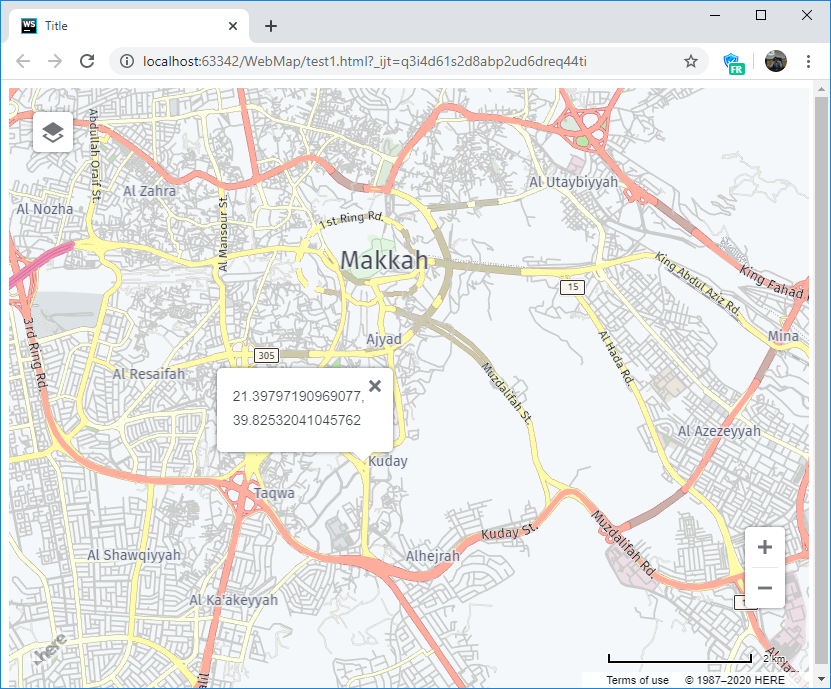 Title
localhost:63342/WebMap/test1.html?_ijt=q3i4d61s2d8abp2ud6dreq44ti
FR
Abdullah Oraif St.
Al Zahra
Al Utaybiyyah
Al Nozha
Al Mansour St.
1st Ring Rd.
Makkah
King Abdul Aziz Rd.
King Fahad
15
3rd Ring Rd.
Ajyad
Mina
305
Al Hada Rd.
Al Resaifah
Muzdalifah St.
21.39797190969077,
39.82532041045762
Al Azezeyyah
Kuday
Taqwa
Kuday St.
Muzdalifah Rd.
Al Shawqiyyah
Alhejrah
Al Ka'akeyyah
here
2 km
Terms of use © 1987–2020 HERE